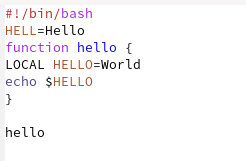 #!/bin/bash
HELL=Hello
function hello {
LOCAL HELLO=World
echo $HELLO
}
hello